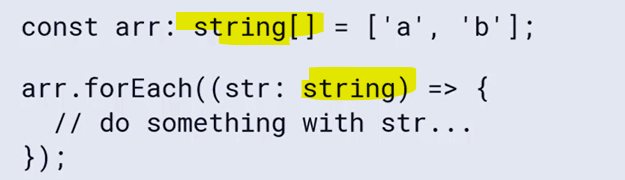 const arr: string[] = ['a', 'b'];
arr.forEach((str: string) => {
// do something with str...
});